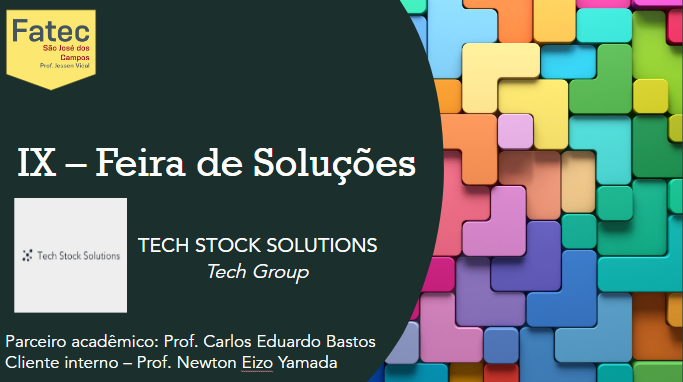 Fatec
São José dos
Campos
Prof. Jessen Vidal
IX – Feira de Soluções
Tech Stock Solutions
TECH STOCK SOLUTIONS
Tech Group
Parceiro acadêmico: Prof. Carlos Eduardo Bastos
Cliente interno – Prof. Newton Eizo Yamada